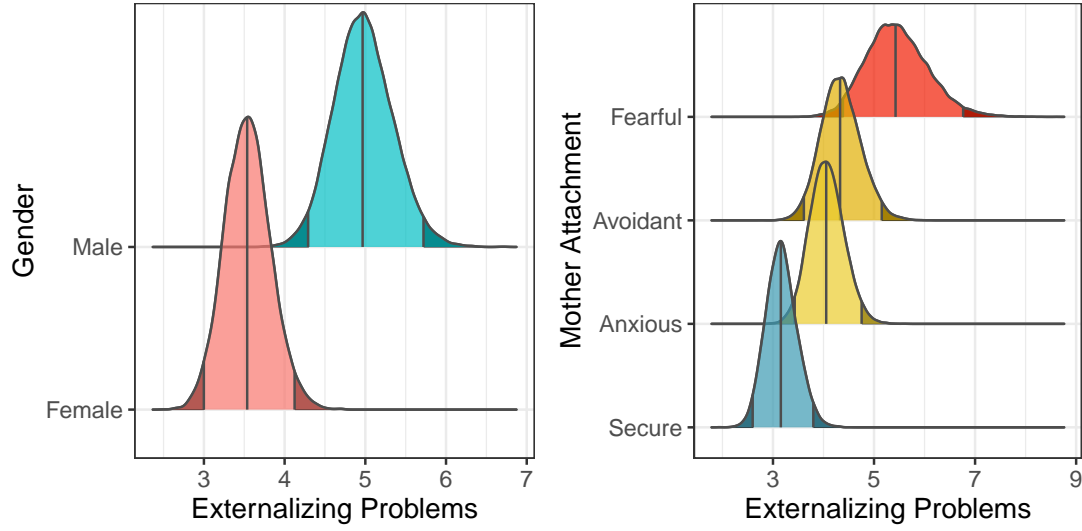 Gender
Male
Female
3 4 5 6 7
Externalizing Problems
Mother Attachment
Fearful
Avoidant
Anxious
Secure
3 5 7 9
Externalizing Problems